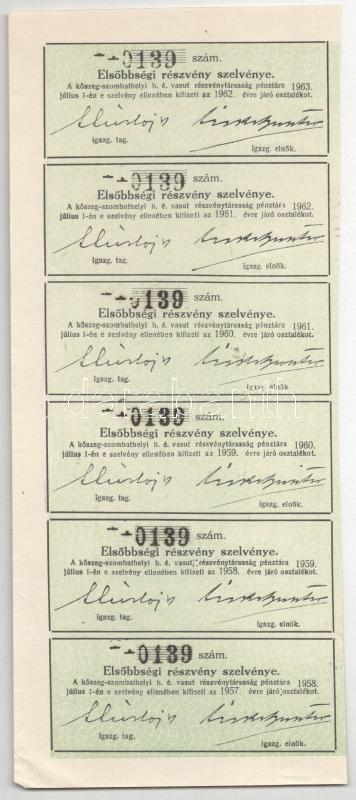 0139 szám.
Elsőbbségi részvény szelvénye.
A kőszeg-szombathelyi h. é. vasut részvénytársaság pénztára 1963.
július 1-én e szelvény ellenében kifizeti az 1962. évre járó osztalékot.
igazg. tag.
igazg. elnök.
0139 szám.
Elsőbbségi részvény szelvénye.
A kőszeg-szombathelyi h. é. vasut részvénytársaság pénztára 1962.
július 1-én e szelvény ellenében kifizeti az 1961. évre járó osztalékot.
igazg. tag.
igazg. elnök.
0139 szám.
Elsőbbségi részvény szelvénye.
A kőszeg-szombathelyi h. é. vasut részvénytársaság pénztára 1961.
július 1-én e szelvény ellenében kifizeti az 1960. évre járó osztalékot.
igazg. tag.
igazg. elnök.
0139 szám.
Elsőbbségi részvény szelvénye.
A kőszeg-szombathelyi h. é. vasut részvénytársaság pénztára 1960.
július 1-én e szelvény ellenében kifizeti az 1959. évre járó osztalékot.
igazg. tag.
igazg. elnök.
0139 szám.
Elsőbbségi részvény szelvénye.
A kőszeg-szombathelyi h. é. vasut részvénytársaság pénztára 1959.
július 1-én e szelvény ellenében kifizeti az 1958. évre járó osztalékot.
igazg. tag.
igazg. elnök.
0139 szám.
Elsőbbségi részvény szelvénye.
A kőszeg-szombathelyi h. é. vasut részvénytársaság pénztára 1958.
július 1-én e szelvény ellenében kifizeti az 1957. évre járó osztalékot.
igazg. tag.
igazg. elnök.